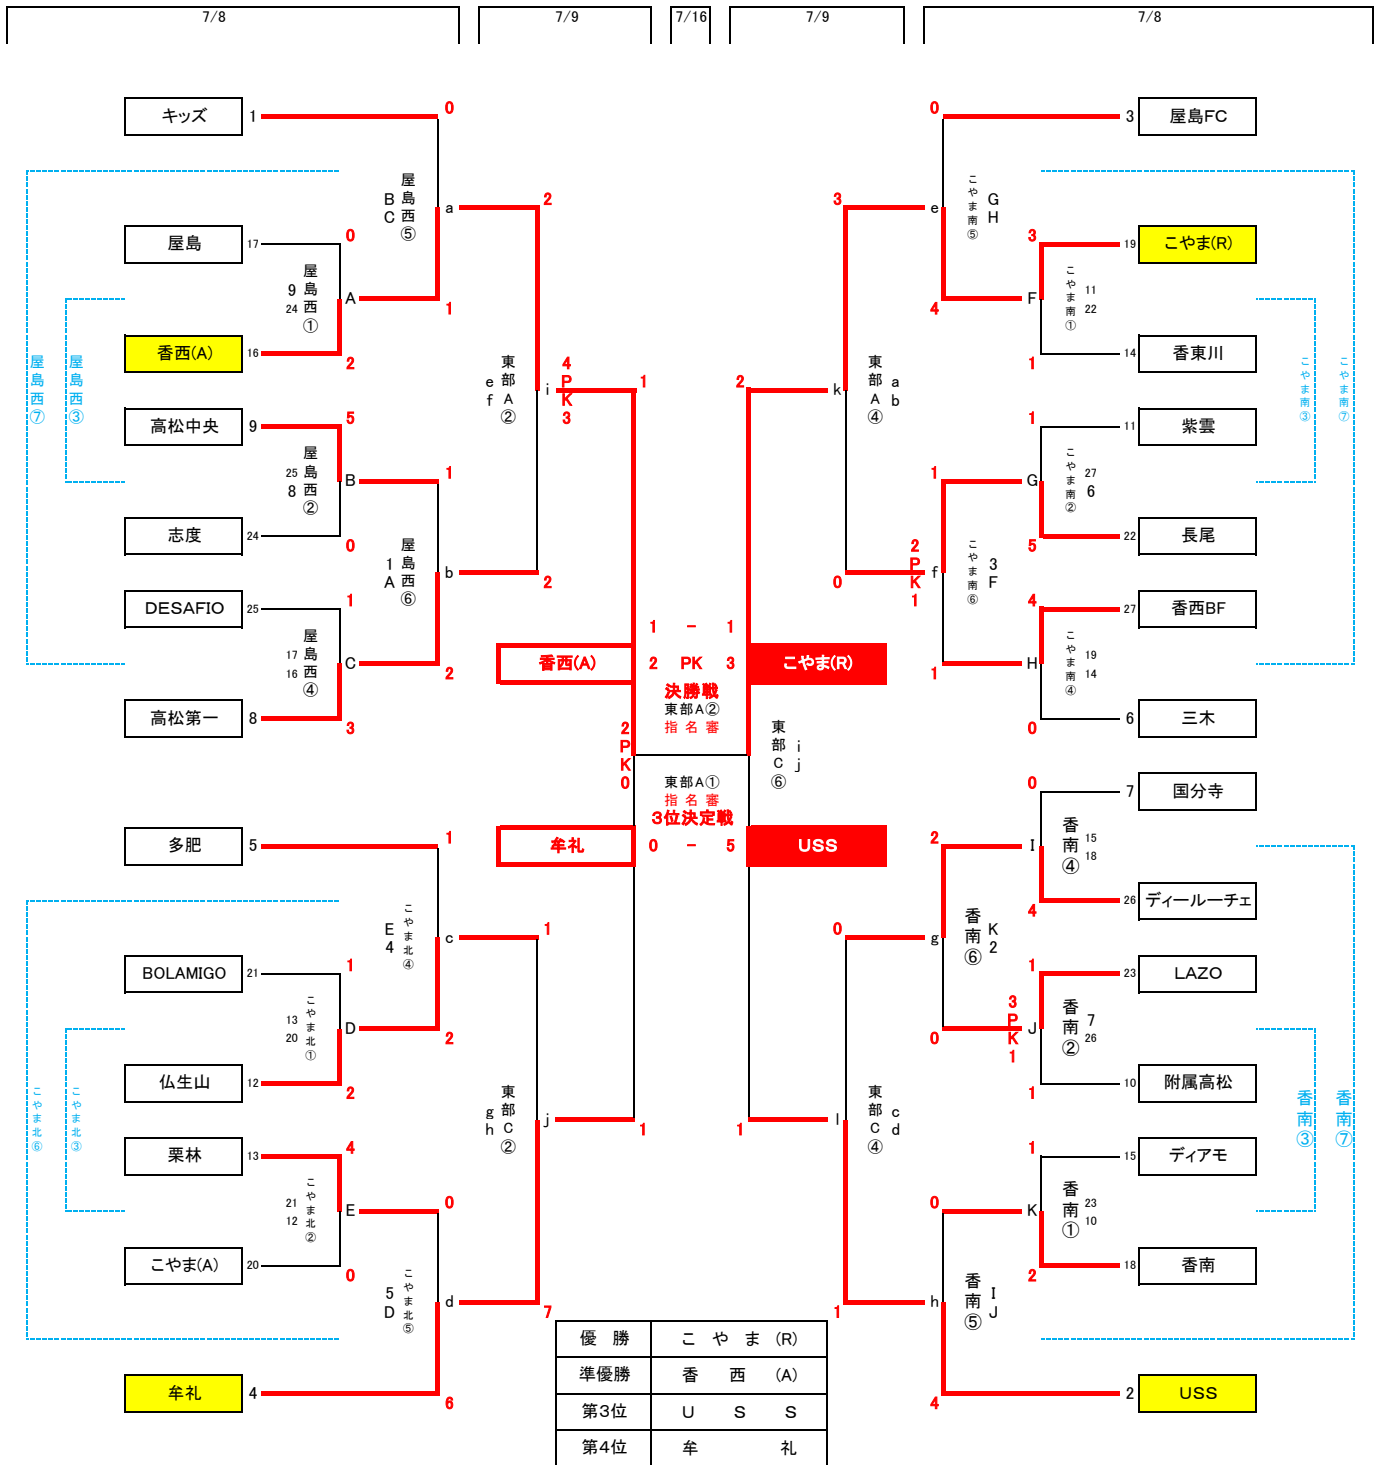 7/8
7/9
7/16
7/9
7/8
キッズ 1
0
屋島 17
0
屋島西①
9
24
A
香西(A) 16
2
屋島西⑤
B
C
a
1
2
高松中央 9
5
屋島西②
25
8
B
志度 24
0
1
DESAFIO 25
1
屋島西④
17
16
C
高松第一 8
3
屋島西⑥
1
A
b
2
2
屋島西⑦
屋島西③
東部A②
e
f
i
4PK3
1
多肥 5
1
BOLAMIGO 21
1
こやま北①
13
20
D
仏生山 12
2
こやま北④
E
4
c
2
1
栗林 13
4
こやま北②
21
12
E
こやま(A) 20
0
0
こやま北⑤
5
D
d
牟礼 4
6
7
こやま北⑥
こやま北③
東部C②
g
h
j
1
2PK0
1 - 1
香西(A) 2 PK 3 こやま(R)
決勝戦
東部A②
指名審
東部A①
指名審
3位決定戦
牟礼 0 - 5 USS
東部C⑥
i
j
0
3 屋島FC
3
19 こやま(R)
F
こやま南①
11
22
1
14 香東川
e
こやま南⑤
G
H
4
3
1
11 紫雲
G
こやま南②
27
6
5
22 長尾
1
4
27 香西BF
H
こやま南④
19
14
0
6 三木
2PK1
f
こやま南⑥
3
F
1
0
こやま南③
こやま南⑦
2
k
東部A④
a
b
0
7 国分寺
I
香南④
15
18
4
26 ディールーチェ
2
g
香南⑥
K
2
0
0
1
23 LAZO
3PK1
J
香南②
7
26
1
10 附属高松
1
15 ディアモ
K
香南①
23
10
2
18 香南
0
h
香南⑤
I
J
4
2 USS
1
香南③
香南⑦
1
l
東部C④
c
d
優勝 こやま(R)
準優勝 香西(A)
第3位 USS
第4位 牟礼